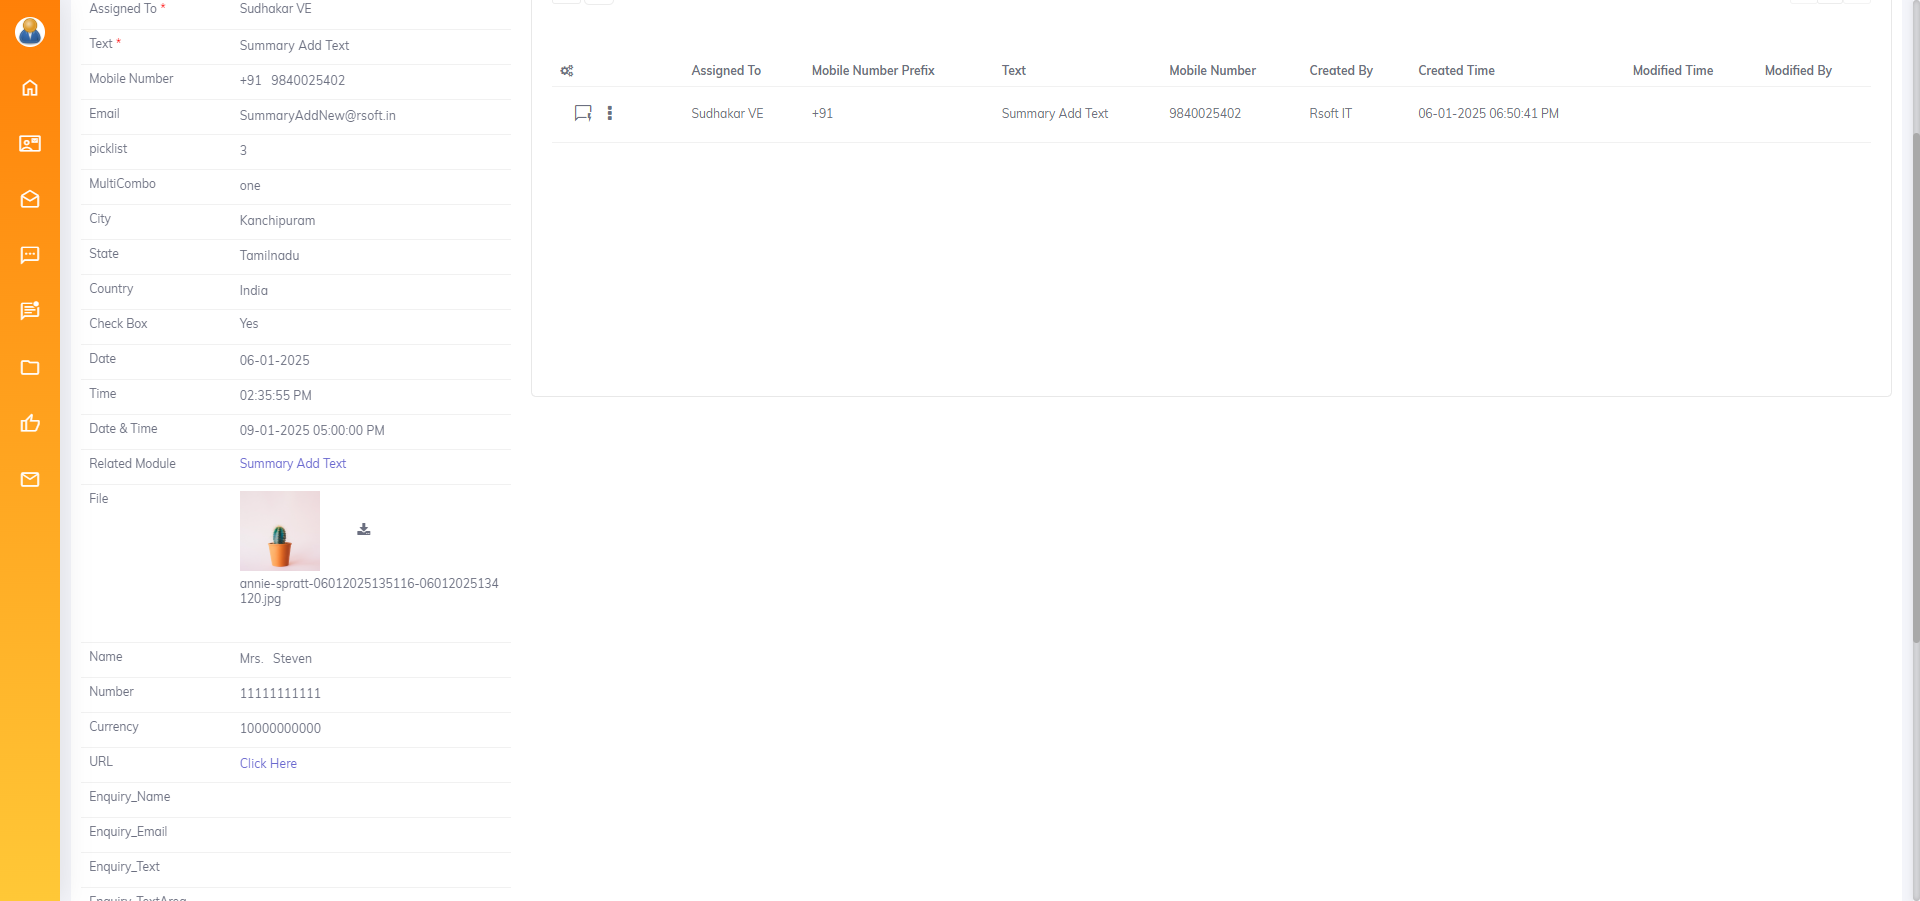 Assigned To *
Sudhakar VE
Text *
Summary Add Text
Mobile Number
+91 9840025402
Email
SummaryAddNew@rsoft.in
picklist
3
MultiCombo
one
City
Kanchipuram
State
Tamilnadu
Country
India
Check Box
Yes
Date
06-01-2025
Time
02:35:55 PM
Date & Time
09-01-2025 05:00:00 PM
Related Module
Summary Add Text
File
annie-spratt-06012025135116-06012025134
120.jpg
Name
Mrs. Steven
Number
11111111111
Currency
10000000000
URL
Click Here
Enquiry_Name
Enquiry_Email
Enquiry_Text
Enquiry_TextArea
Assigned To Mobile Number Prefix Text Mobile Number Created By Created Time Modified Time Modified By
Sudhakar VE +91 Summary Add Text 9840025402 Rsoft IT 06-01-2025 06:50:41 PM